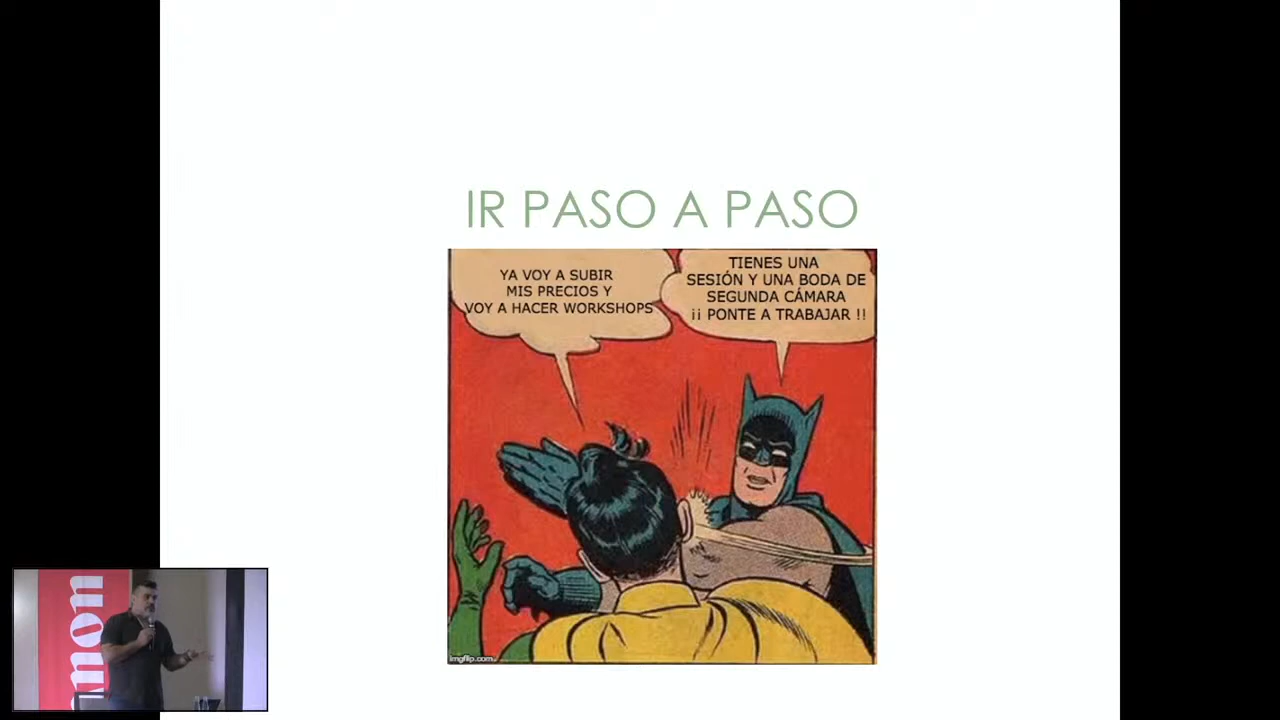 IR PASO A PASO
YA VOY A SUBIR
MIS PRECIOS Y
VOY A HACER WORKSHOPS
TIENES UNA
SESIÓN Y UNA BODA DE
SEGUNDA CÁMARA
¡¡ PONTE A TRABAJAR !!
imgflip.com
non